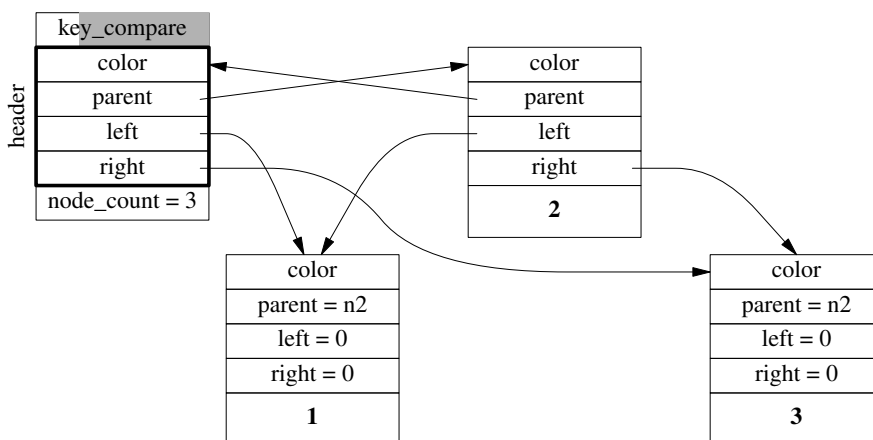 key_compare
header
color
parent
left
right
node_count = 3
color
parent
left
right
2
color
parent = n2
left = 0
right = 0
1
color
parent = n2
left = 0
right = 0
3